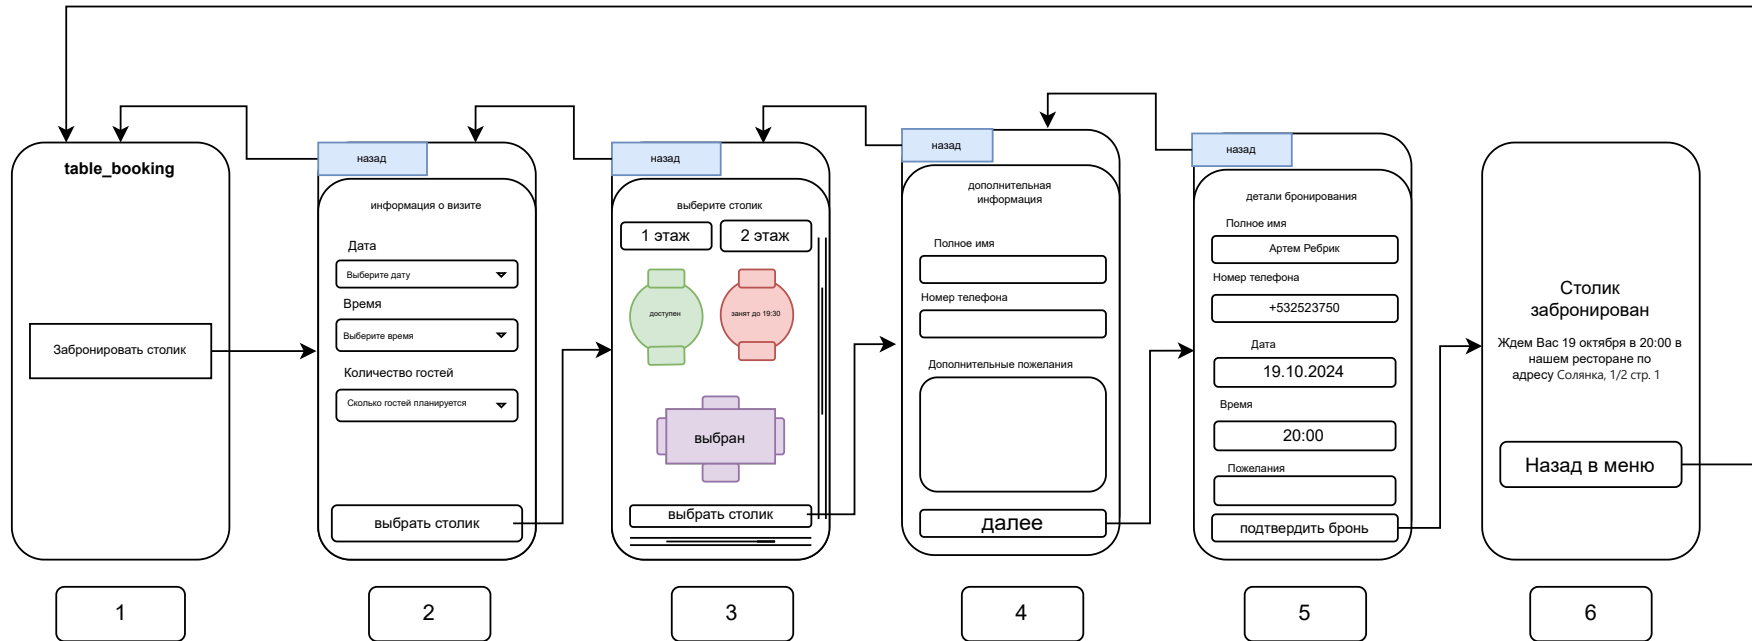 table_booking
Забронировать столик
1
назад
информация о визите
Дата
Выберите дату
Время
Выберите время
Количество гостей
Сколько гостей планируется
выбрать столик
2
назад
выберите столик
1 этаж
2 этаж
доступен
занят до 19:30
выбран
выбрать столик
3
назад
дополнительная
информация
Полное имя
Номер телефона
Дополнительные пожелания
далее
4
назад
детали бронирования
Полное имя
Артем Ребрик
Номер телефона
+532523750
Дата
19.10.2024
Время
20:00
Пожелания
подтвердить бронь
5
Столик
забронирован
Ждем Вас 19 октября в 20:00 в
нашем ресторане по
адресу Солянка, 1/2 стр. 1
Назад в меню
6